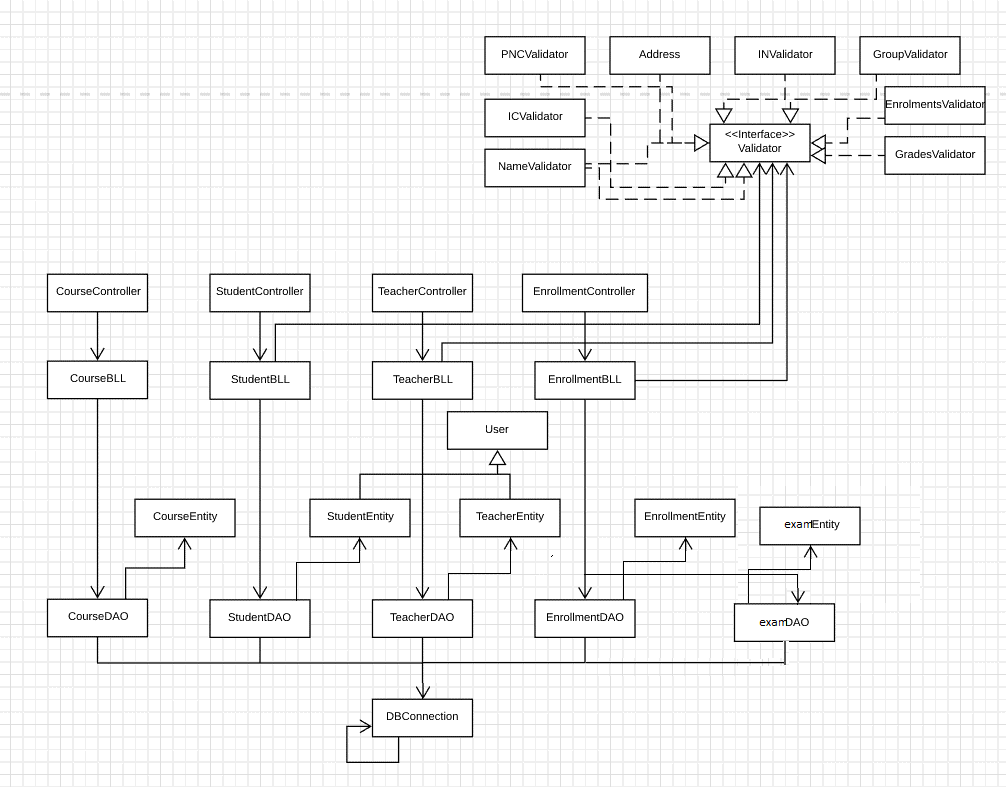 PNCValidator
Address
INValidator
GroupValidator
ICValidator
EnrolmentsValidator
<<Interface>>
Validator
NameValidator
GradesValidator
CourseController
StudentController
TeacherController
EnrollmentController
CourseBLL
StudentBLL
TeacherBLL
EnrollmentBLL
User
CourseEntity
StudentEntity
TeacherEntity
EnrollmentEntity
examEntity
CourseDAO
StudentDAO
TeacherDAO
EnrollmentDAO
examDAO
DBConnection